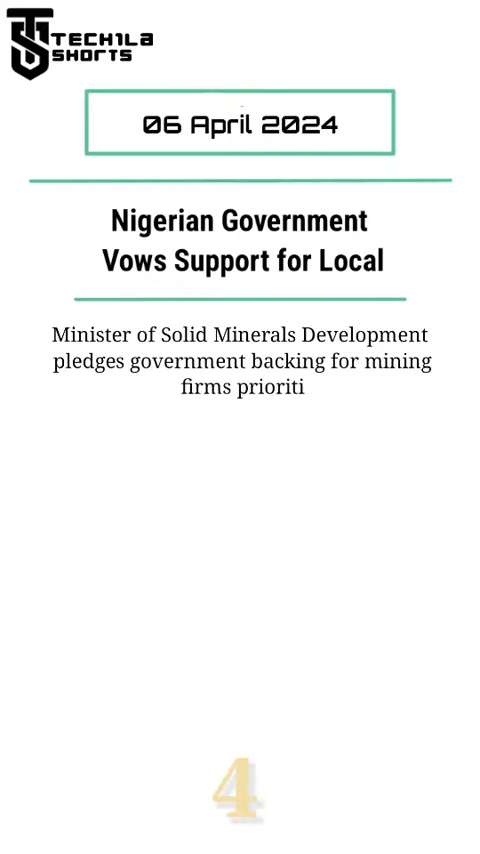 TECH1LA
SHORTS
06 April 2024
Nigerian Government
Vows Support for Local
Minister of Solid Minerals Development
pledges government backing for mining
firms prioriti
4